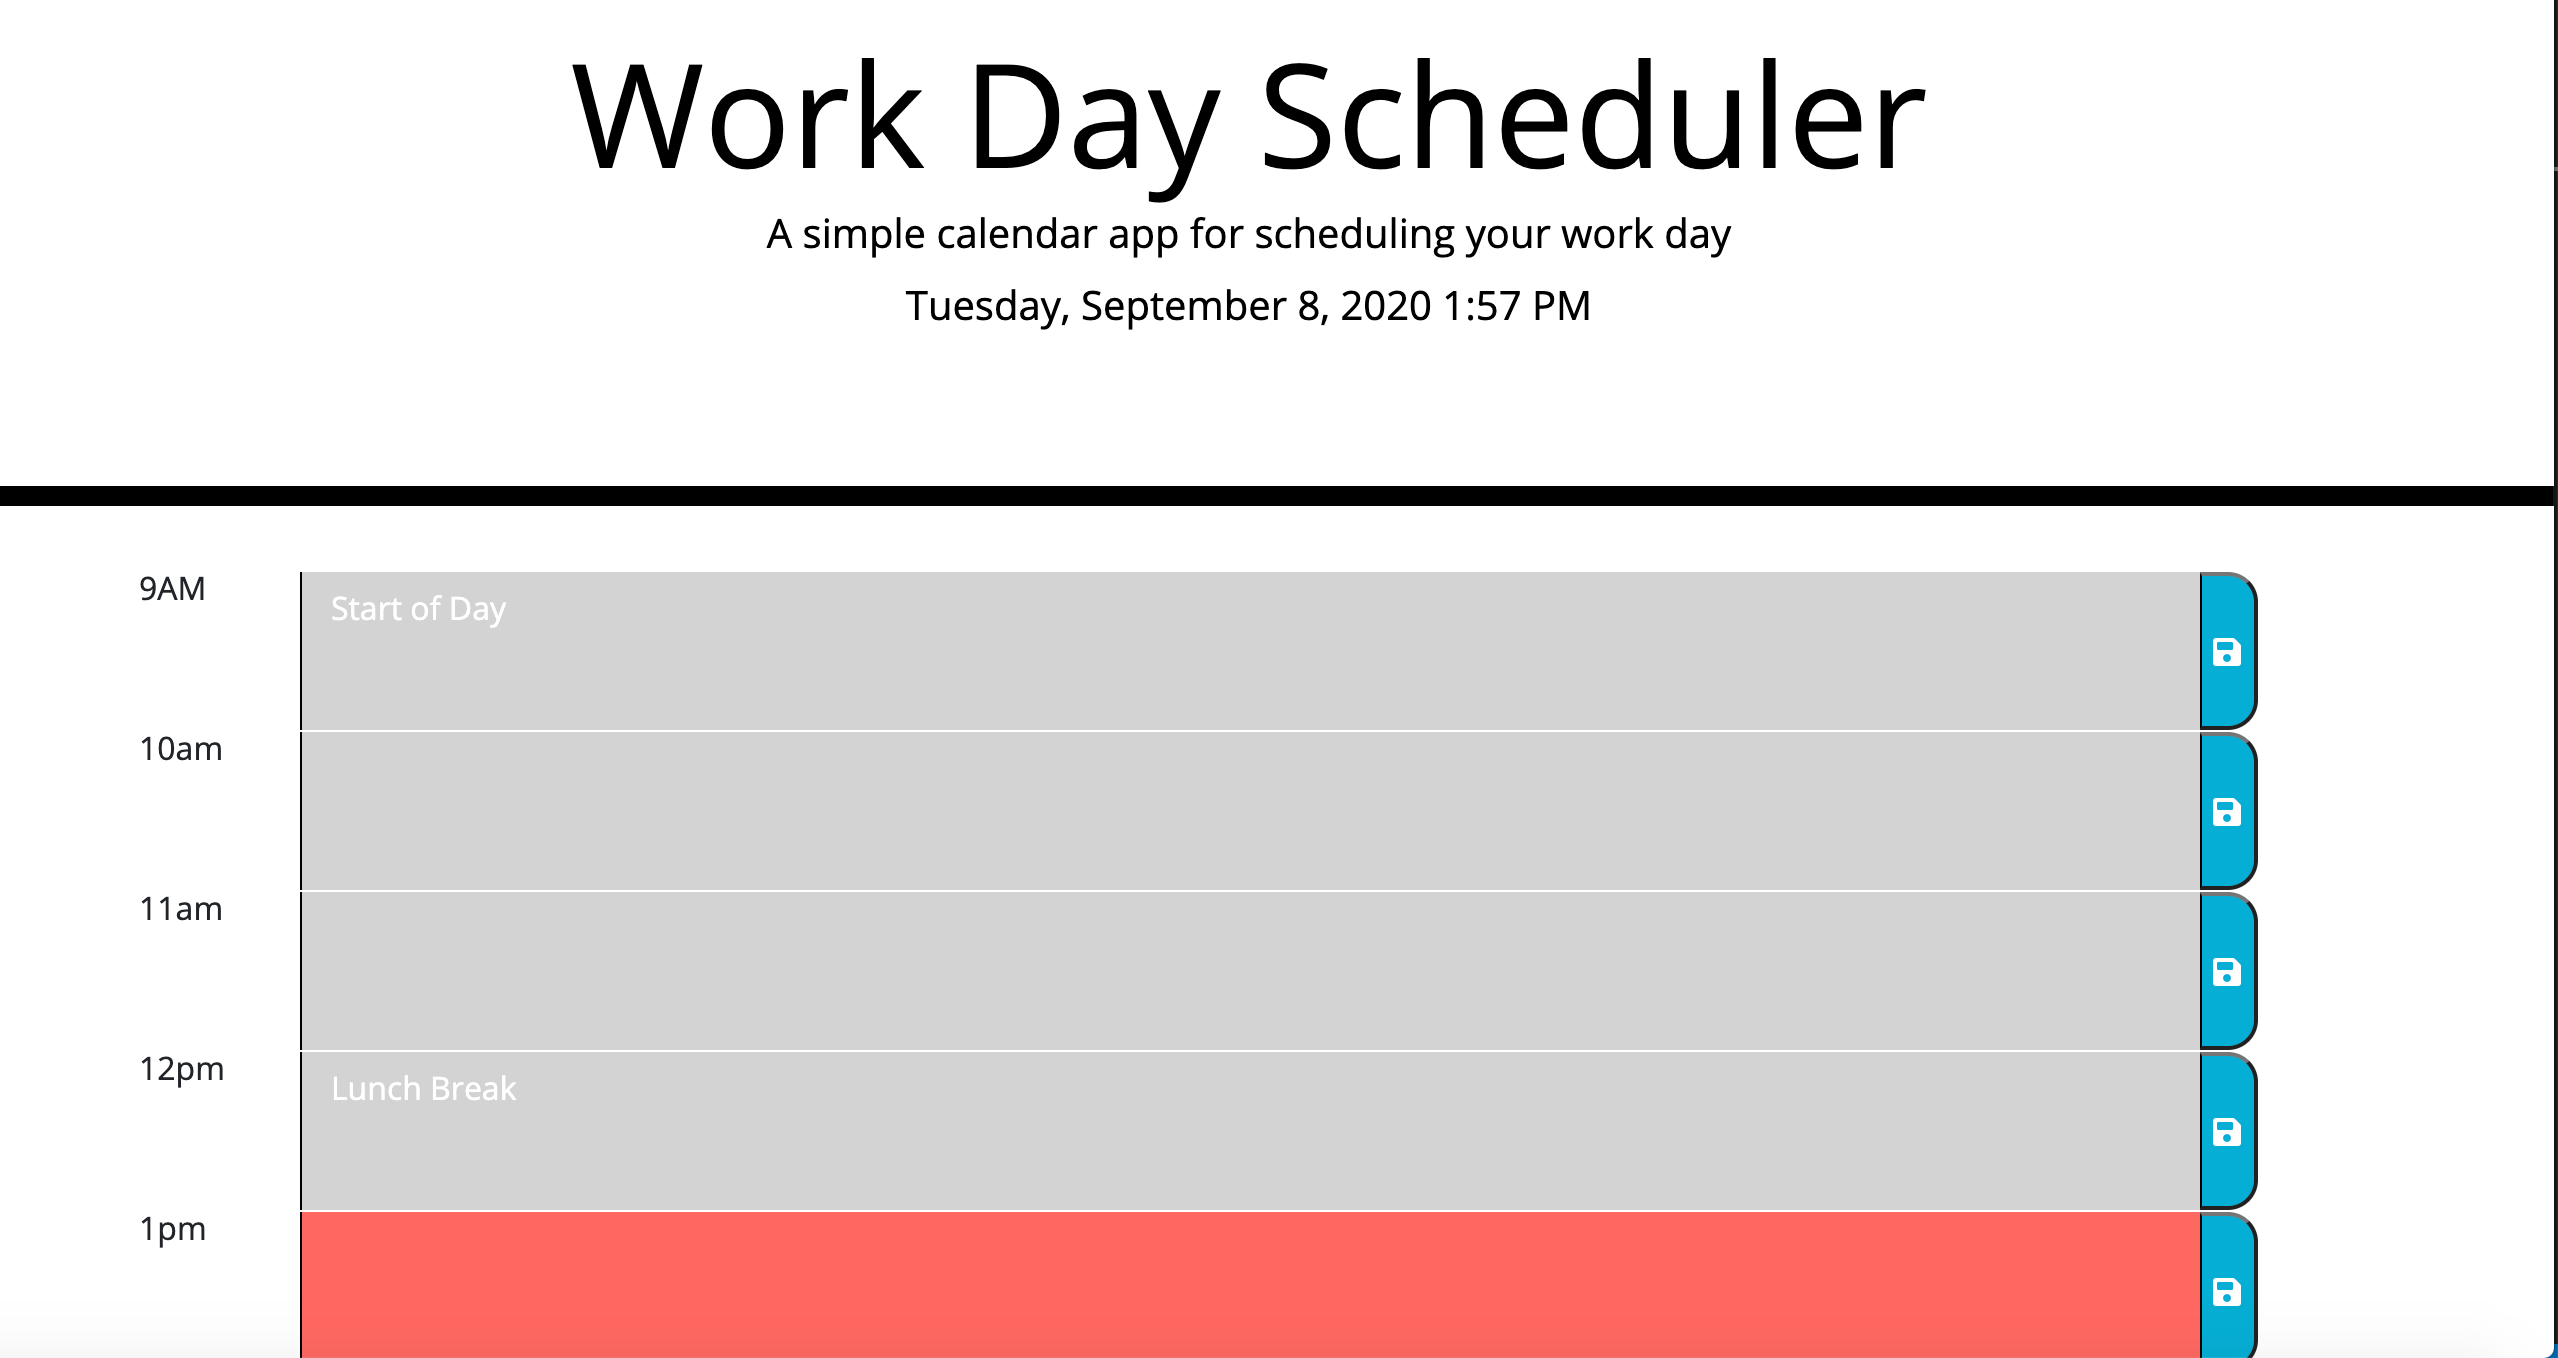 Work Day Scheduler
A simple calendar app for scheduling your work day
Tuesday, September 8, 2020 1:57 PM
9AM
Start of Day
10am
11am
12pm
Lunch Break
1pm